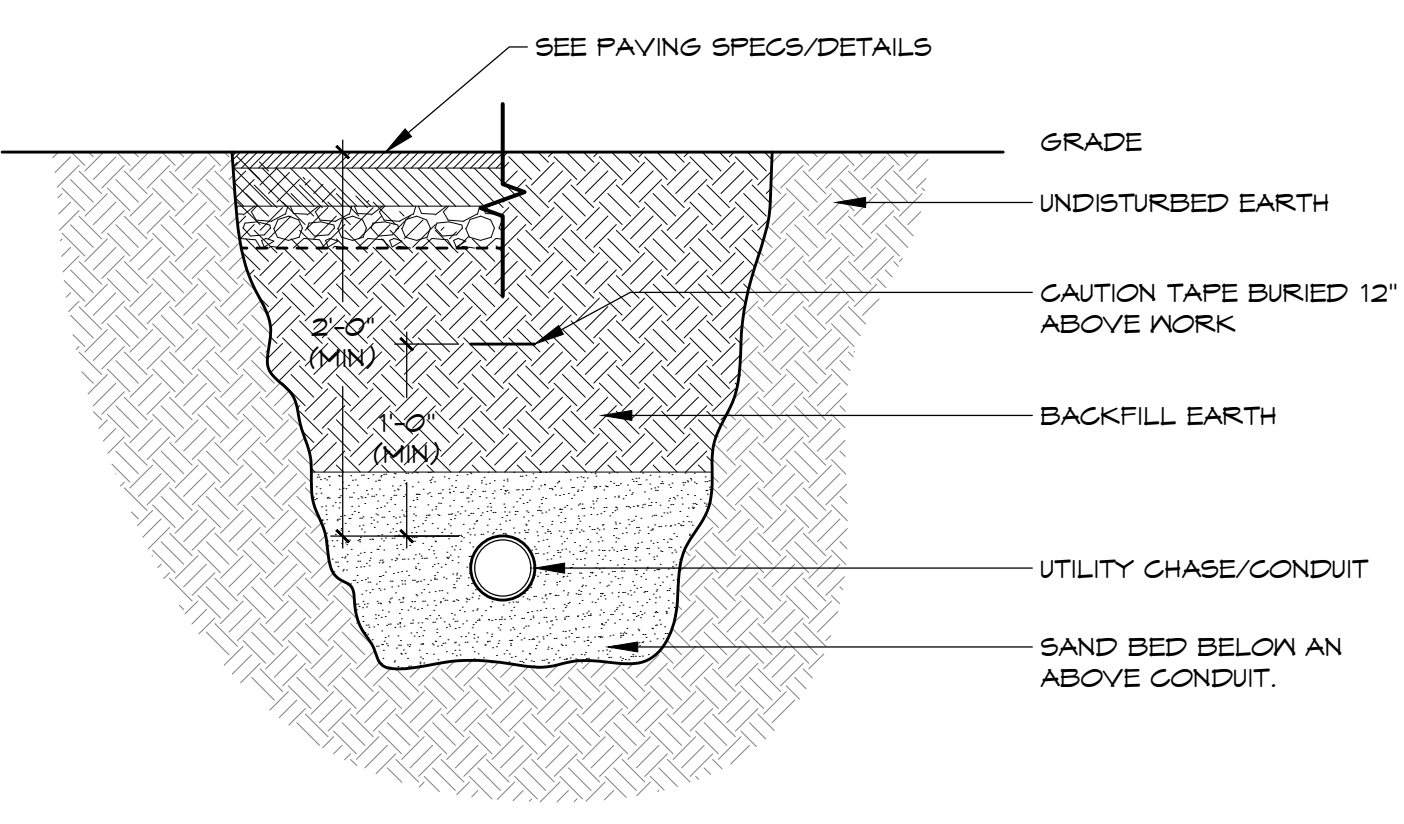 SEE PAVING SPECS/DETAILS
GRADE
UNDISTURBED EARTH
CAUTION TAPE BURIED 12"
ABOVE WORK
2'-0"
(MIN)
1'-0"
(MIN)
BACKFILL EARTH
UTILITY CHASE/CONDUIT
SAND BED BELOW AN
ABOVE CONDUIT.